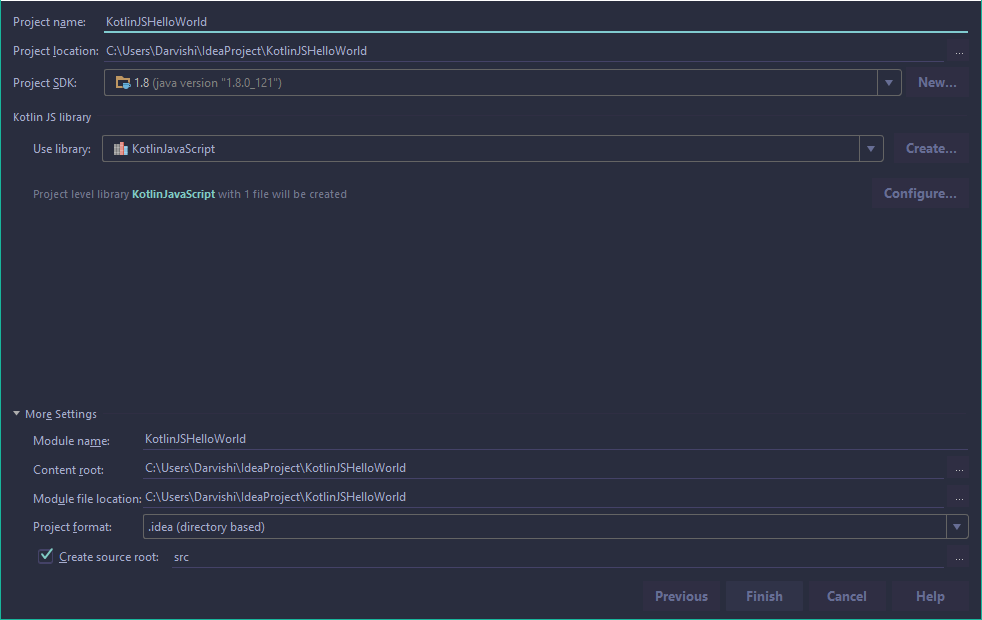 Project name: KotlinJSHelloWorld
Project location: C:\Users\Darvishi\IdeaProject\KotlinJSHelloWorld ...
Project SDK: 1.8 (java version "1.8.0_121") New...
Kotlin JS library
Use library: KotlinJavaScript Create...
Project level library KotlinJavaScript with 1 file will be created Configure...
More Settings
Module name: KotlinJSHelloWorld
Content root: C:\Users\Darvishi\IdeaProject\KotlinJSHelloWorld ...
Module file location: C:\Users\Darvishi\IdeaProject\KotlinJSHelloWorld ...
Project format: .idea (directory based)
Create source root: src ...
Previous Finish Cancel Help